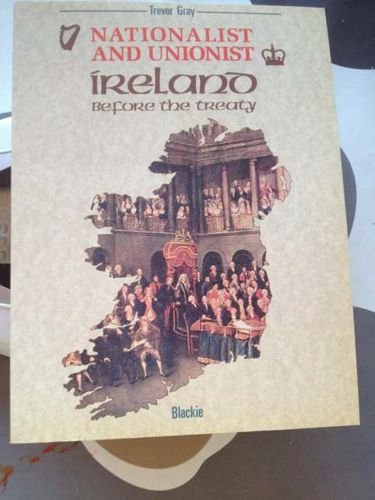 Trevor Gray
NATIONALIST
AND UNIONIST
IRELAND
BEFORE THE TREATY
Blackie